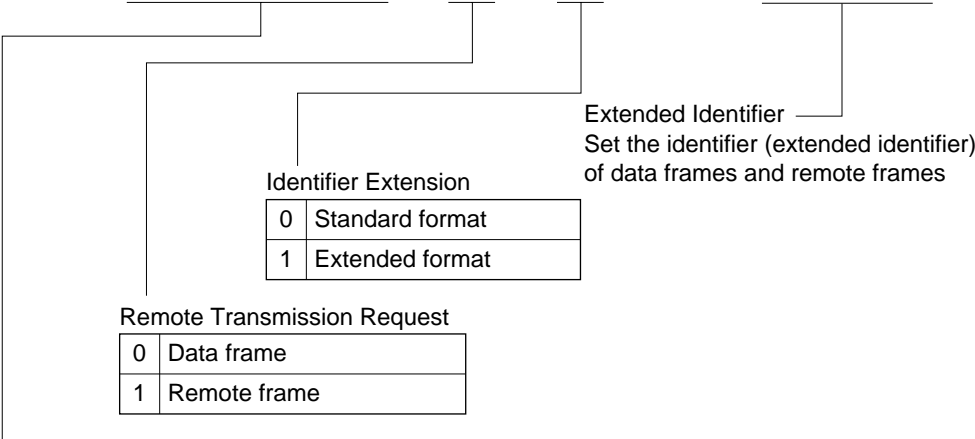 Extended Identifier
Set the identifier (extended identifier)
of data frames and remote frames
Identifier Extension
0 Standard format
1 Extended format
Remote Transmission Request
0 Data frame
1 Remote frame